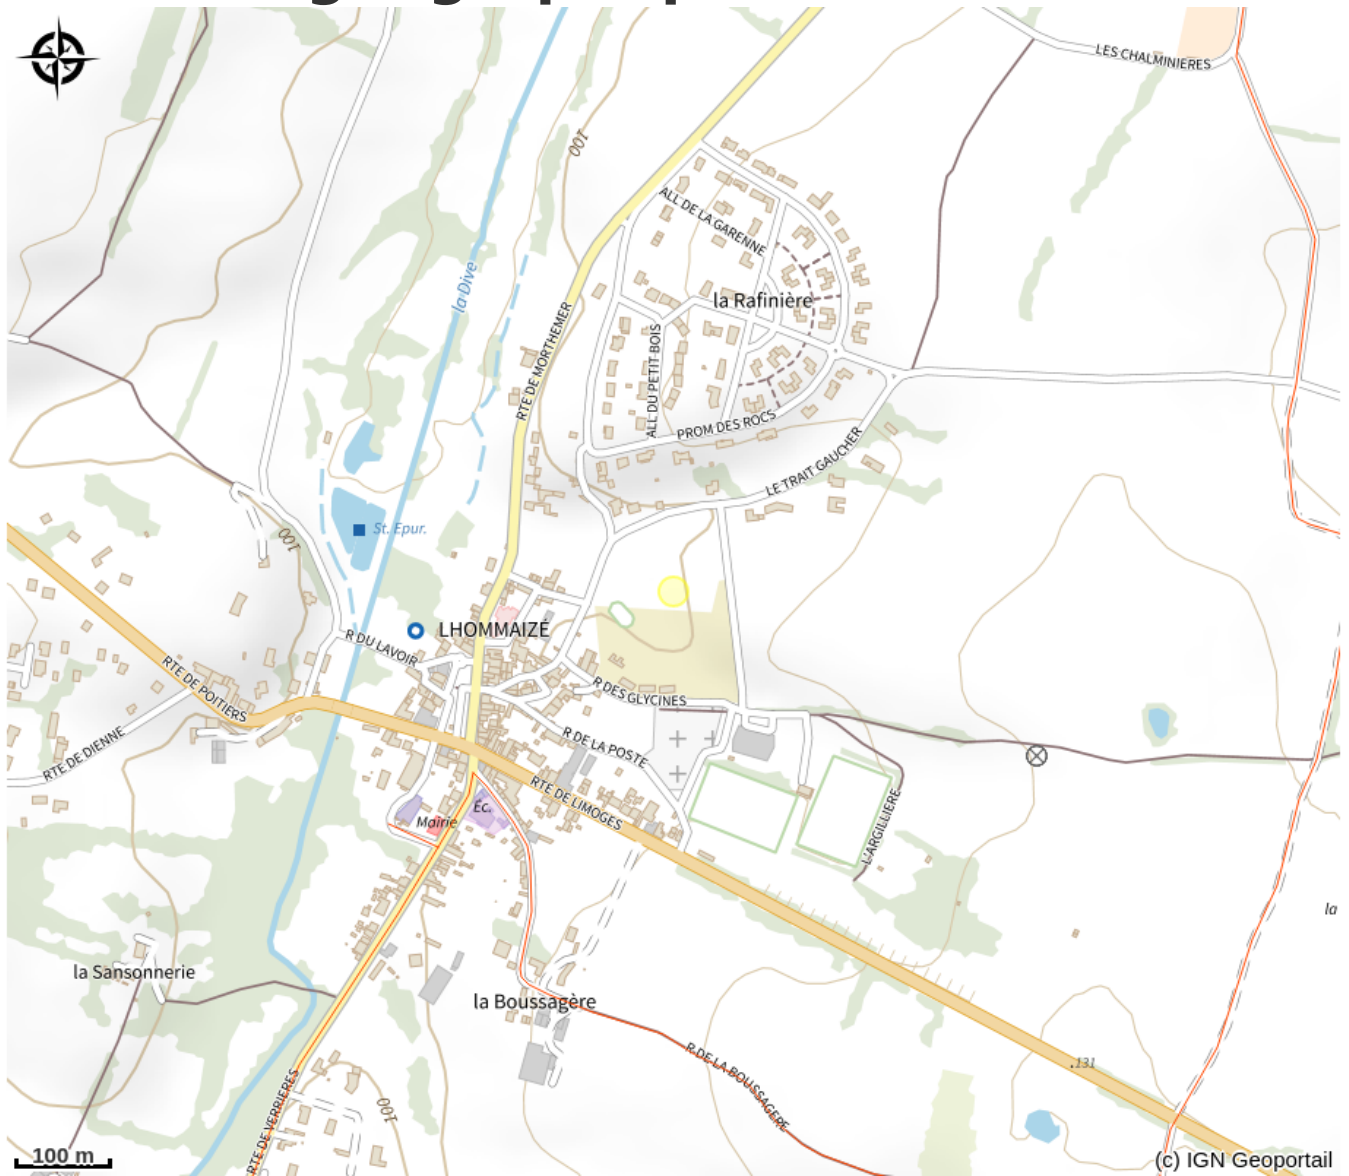 LES CHALMINIERES
100
ALL DE LA GARENNE
la Dive
la Rafinière
RTE DE MORTHEMER
ALL DU PETIT BOIS
PROM DES ROCS
LE TRAIT GAUCHER
St. Epur.
100
LHOMMAIZÉ
R DU LAVOIR
RTE DE POITIERS
R DES GLYCINES
RTE DE DIENNE
R DE LA POSTE
RTE DE LIMOGES
Éc.
Mairie
L'ARGILLIERE
la
la Sansonnerie
la Boussagère
R DE LA BOUSSAGERE
.131
RTE DE VERRIERES
100
100 m
(c) IGN Geoportail